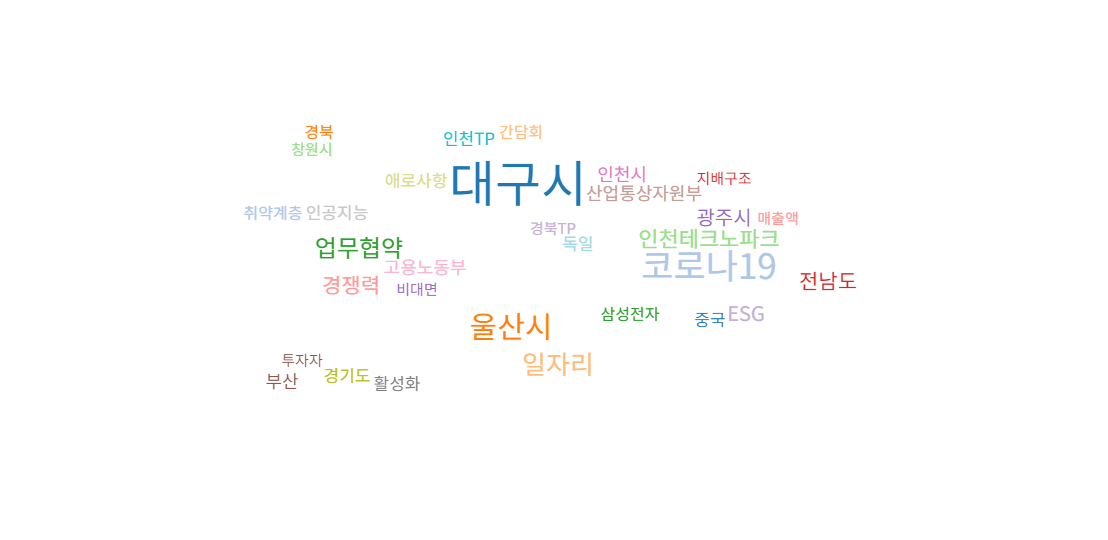 경북
인천TP
간담회
창원시
대구시
인천시
지배구조
애로사항
산업통상자원부
취약계층
인공지능
광주시
매출액
경북TP
독일
인천테크노파크
업무협약
고용노동부
코로나19
경쟁력
비대면
전남도
울산시
삼성전자
중국
ESG
투자자
일자리
부산
경기도
활성화